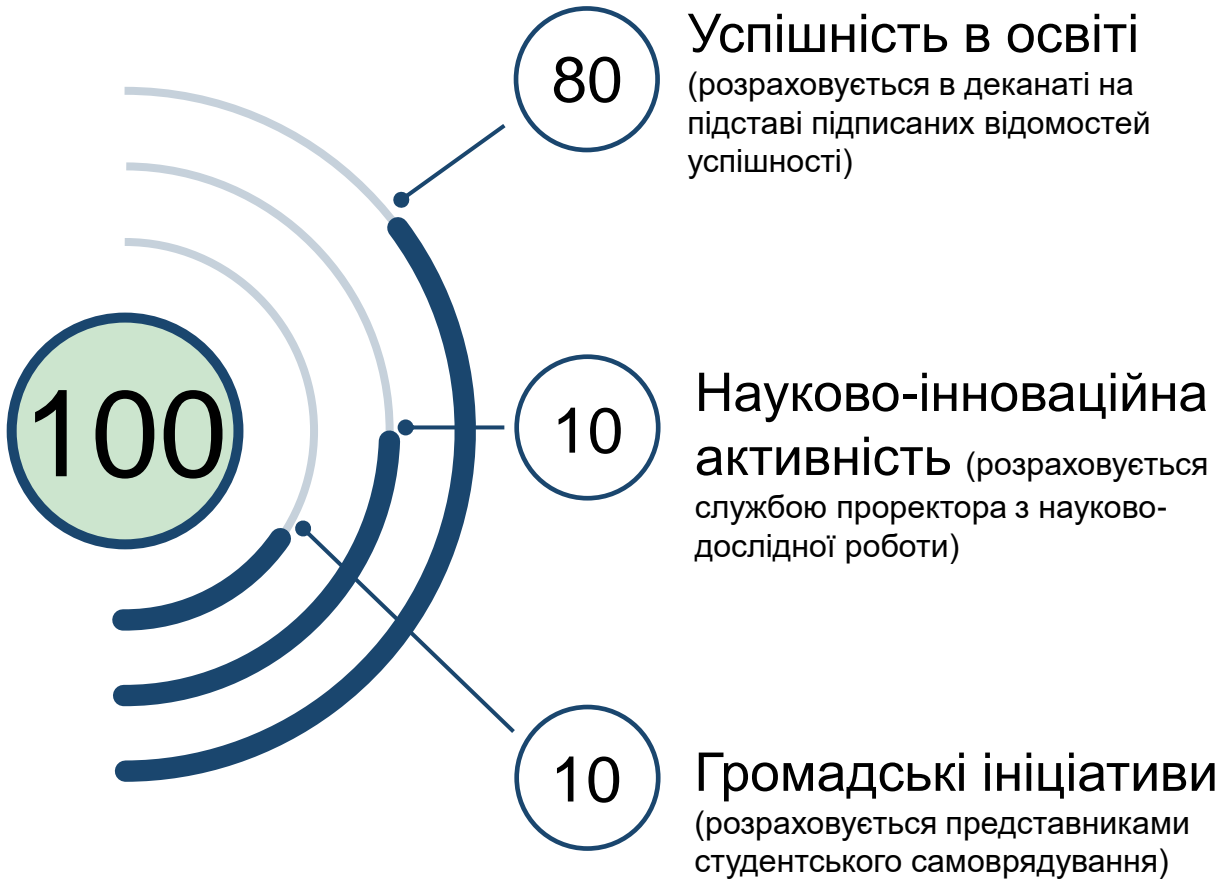 80
Успішність в освіті
(розраховується в деканаті на
підставі підписаних відомостей
успішності)
100
10
Науково-інноваційна
активність (розраховується
службою проректора з науково-
дослідної роботи)
10
Громадські ініціативи
(розраховується представниками
студентського самоврядування)